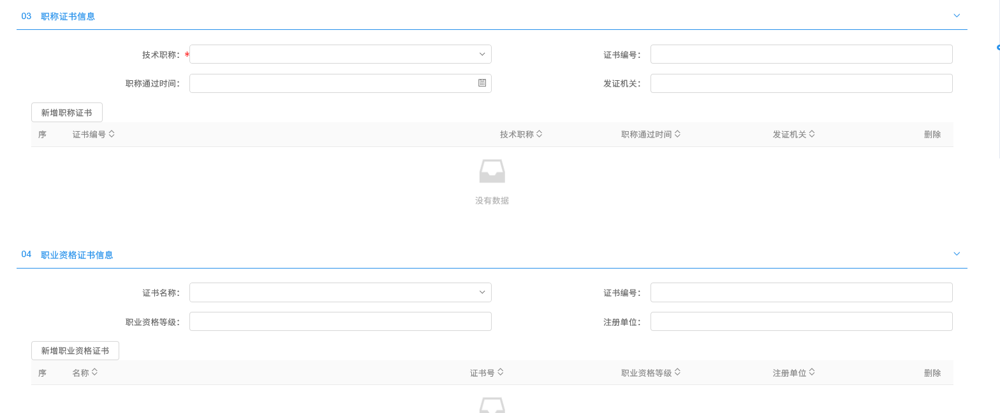 03 职称证书信息
技术职称：* 证书编号：
职称通过时间： 发证机关：
新增职称证书
序 证书编号 技术职称 职称通过时间 发证机关 删除
没有数据
04 职业资格证书信息
证书名称： 证书编号：
职业资格等级： 注册单位：
新增职业资格证书
序 名称 证书号 职业资格等级 注册单位 删除